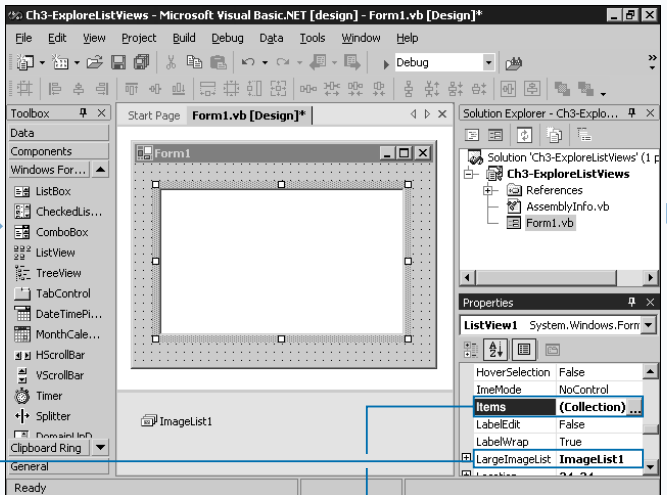 Ch3-ExploreListViews - Microsoft Visual Basic.NET [design] - Form1.vb [Design]*
File Edit View Project Build Debug Data Tools Window Help
Debug
Toolbox
Data
Components
Windows For...
ListBox
CheckedLis...
ComboBox
ListView
TreeView
TabControl
DateTimePi...
MonthCale...
HScrollBar
VScrollBar
Timer
Splitter
DomainUpD...
Clipboard Ring
General
Start Page Form1.vb [Design]*
Form1
ImageList1
Solution Explorer - Ch3-Explo...
Solution 'Ch3-ExploreListViews' (1 p
Ch3-ExploreListViews
References
AssemblyInfo.vb
Form1.vb
Properties
ListView1 System.Windows.Form
HoverSelection False
ImeMode NoControl
Items (Collection) ...
LabelEdit False
LabelWrap True
LargeImageList ImageList1
Location 24, 24
Ready